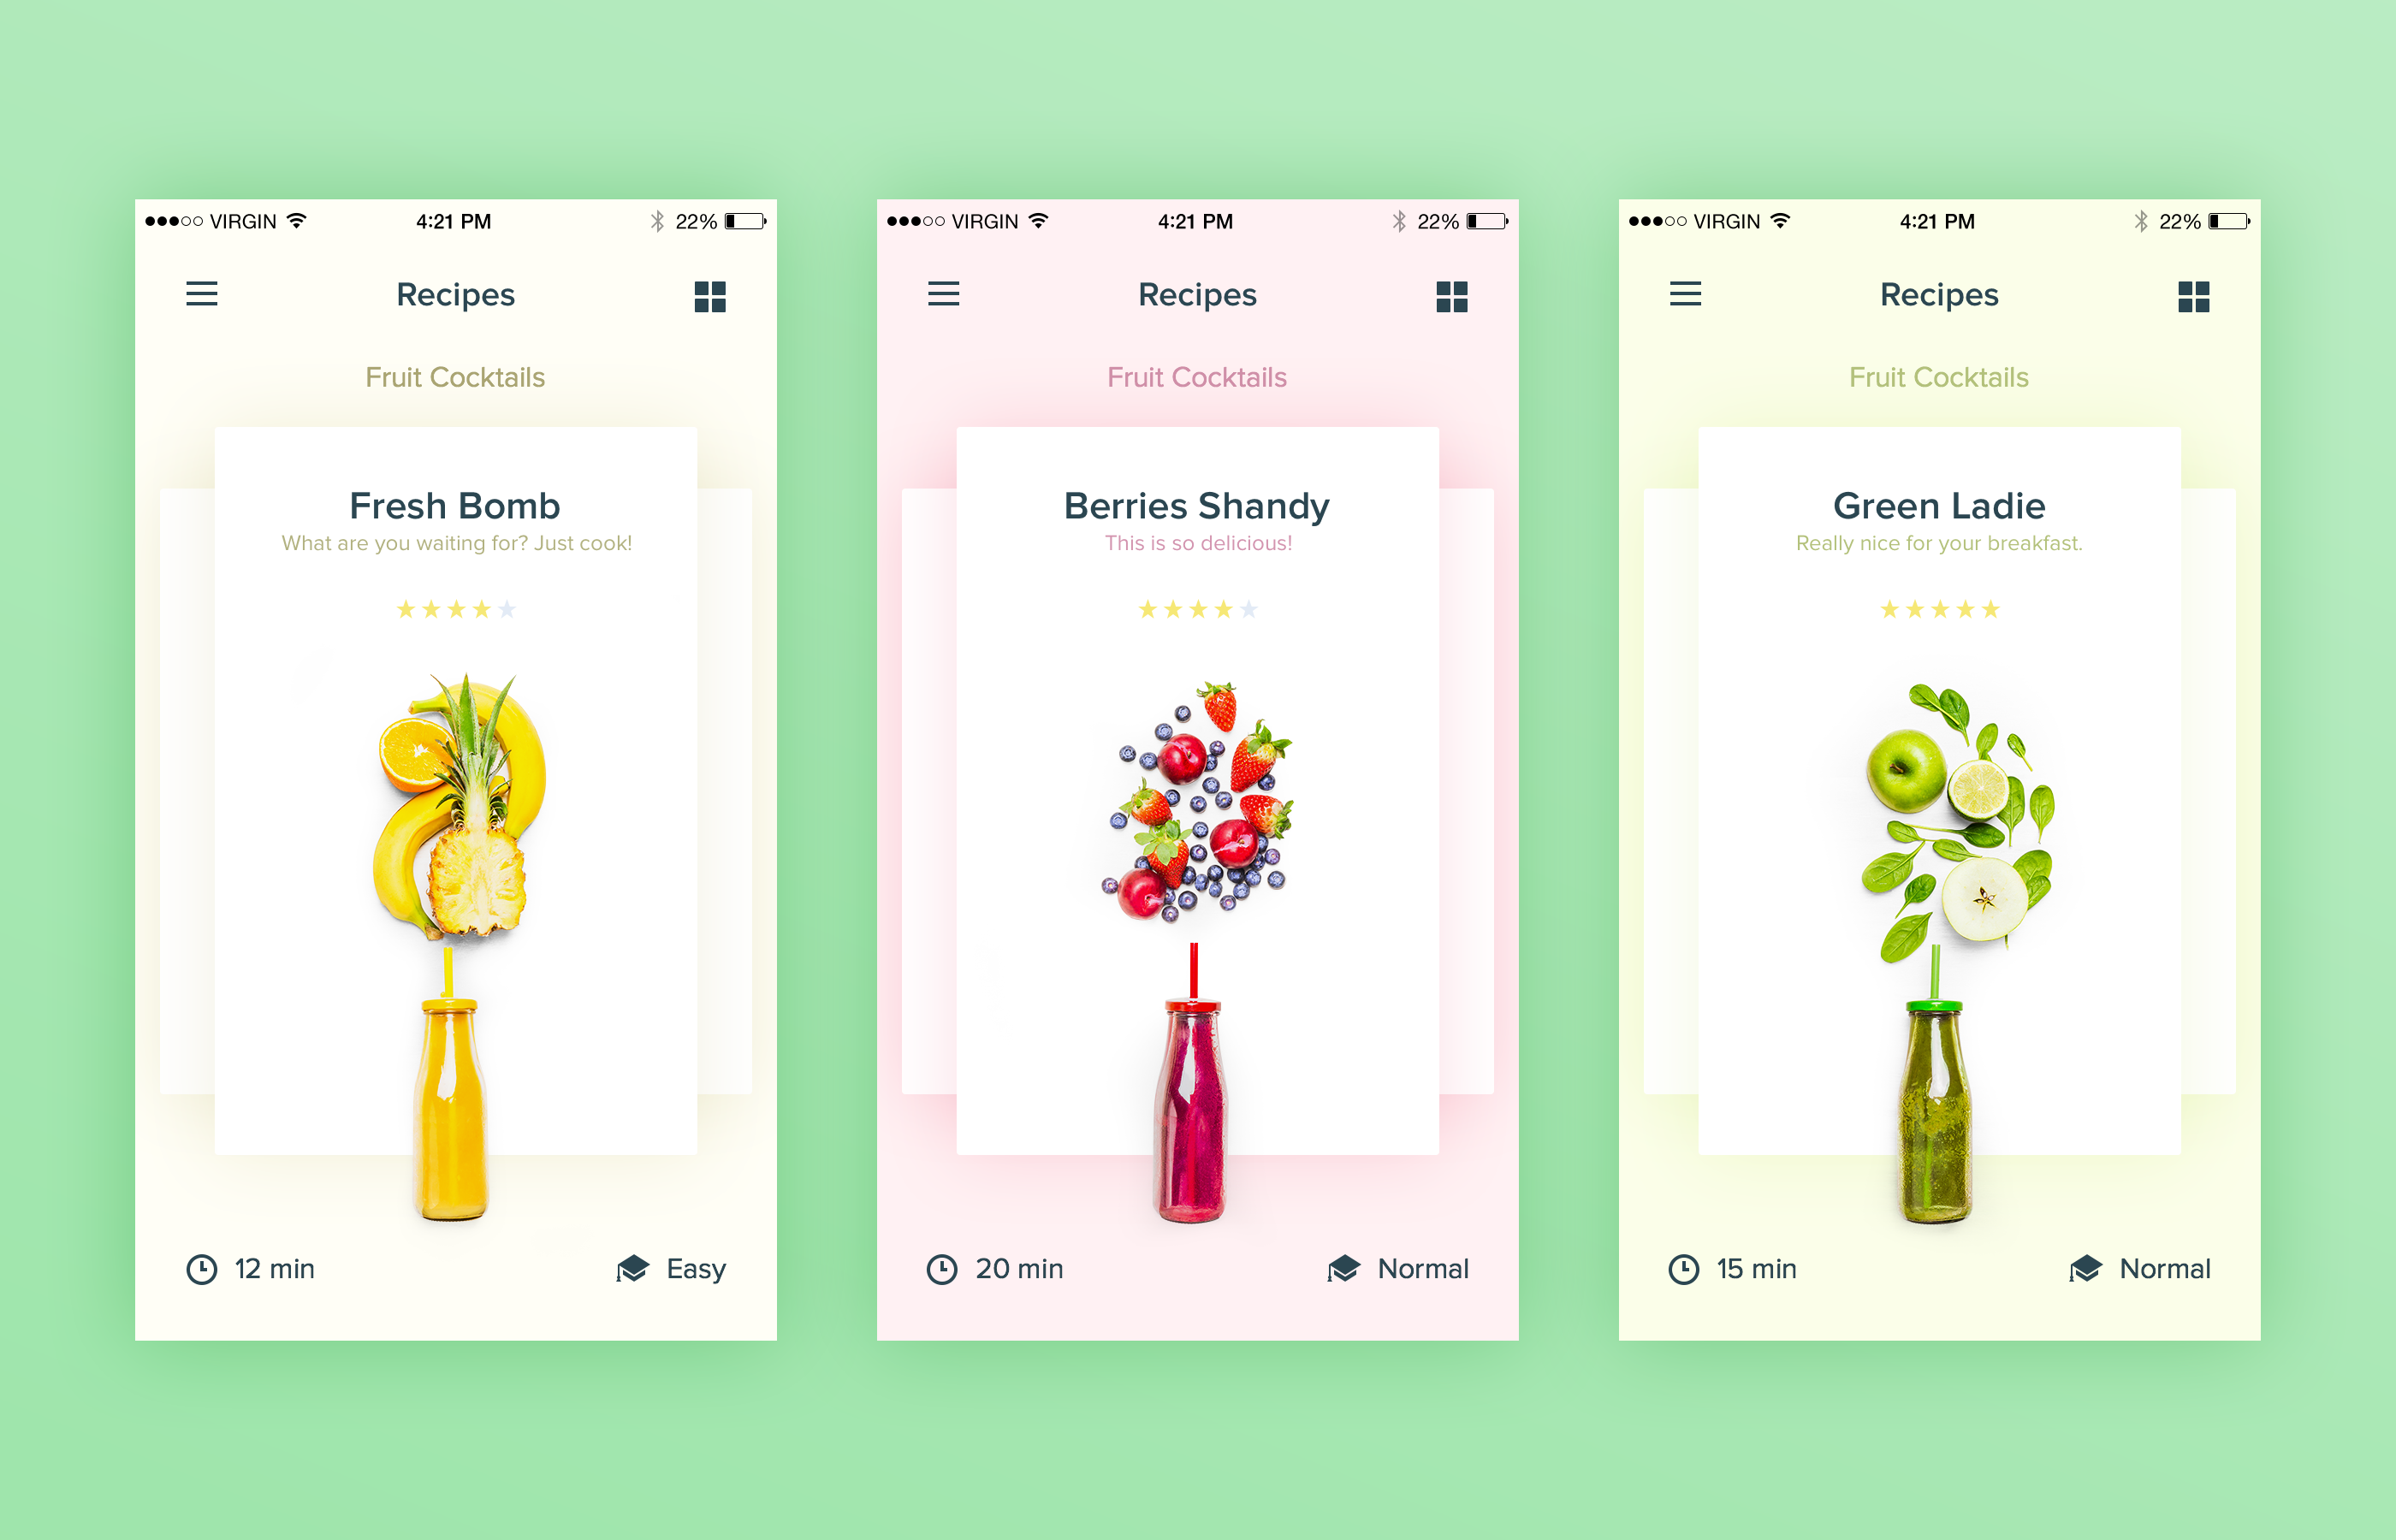 VIRGIN 4:21 PM 22%
Recipes
Fruit Cocktails
Fresh Bomb
What are you waiting for? Just cook!
12 min Easy
VIRGIN 4:21 PM 22%
Recipes
Fruit Cocktails
Berries Shandy
This is so delicious!
20 min Normal
VIRGIN 4:21 PM 22%
Recipes
Fruit Cocktails
Green Ladie
Really nice for your breakfast.
15 min Normal